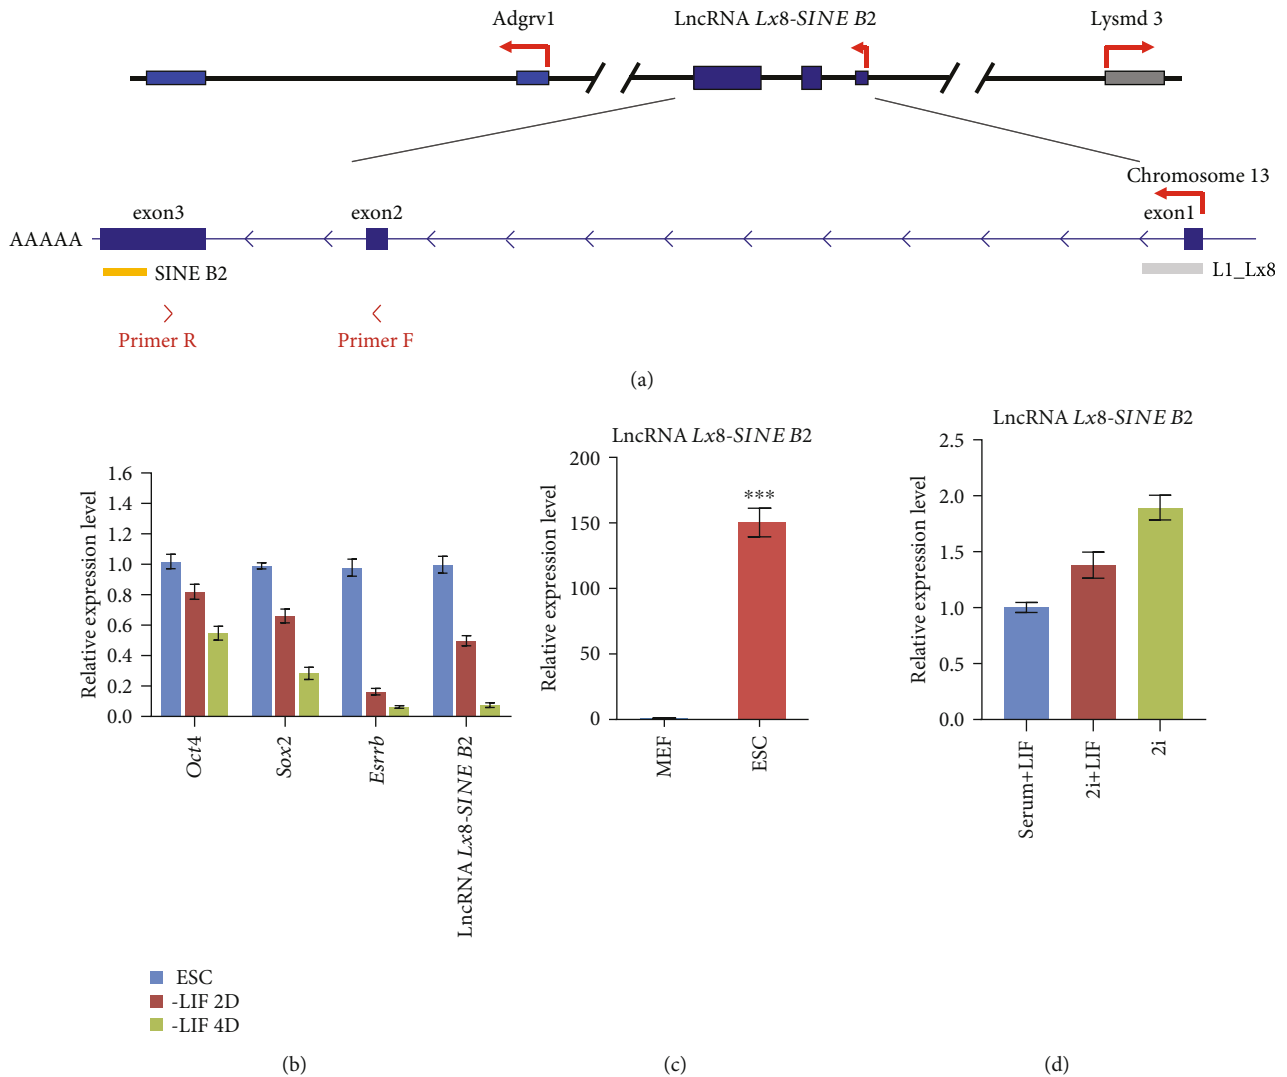 Adgrv1
LncRNA Lx8-SINE B2
Lysmd 3
Chromosome 13
exon3
exon2
exon1
AAAAA
SINE B2
L1_Lx8
Primer R
Primer F
(a)
Relative expression level
1.6
1.4
1.2
1.0
0.8
0.6
0.4
0.2
0.0
Oct4
Sox2
Esrrb
LncRNA Lx8-SINE B2
ESC
-LIF 2D
-LIF 4D
(b)
LncRNA Lx8-SINE B2
Relative expression level
200
150
100
50
0
***
MEF
ESC
(c)
LncRNA Lx8-SINE B2
Relative expression level
2.5
2.0
1.5
1.0
0.5
0.0
Serum+LIF
2i+LIF
2i
(d)